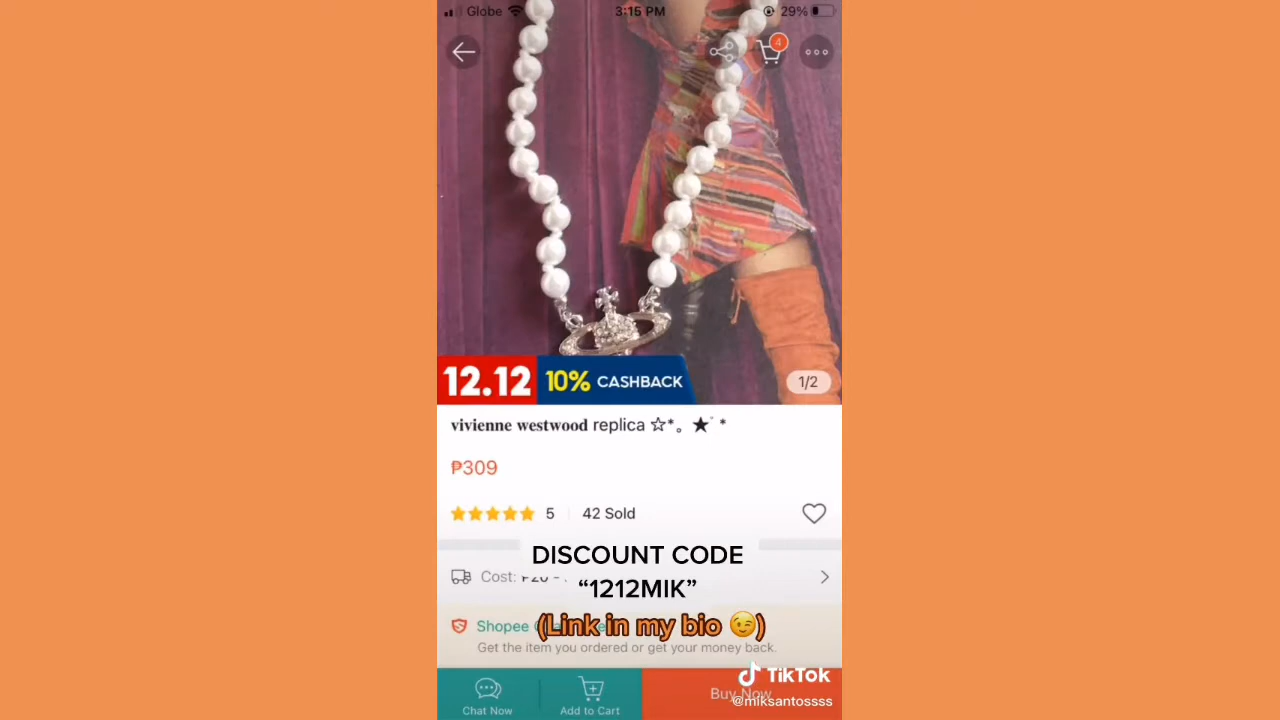 Globe 3:15 PM 29%
4
12.12 10% CASHBACK 1/2
vivienne westwood replica ☆*。★゜*
₱309
5 42 Sold
DISCOUNT CODE
Cost:
“1212MIK”
Shopee
(Link in my bio 😉)
Get the item you ordered or get your money back.
TikTok
Buy Now
@miksantossss
Chat Now Add to Cart